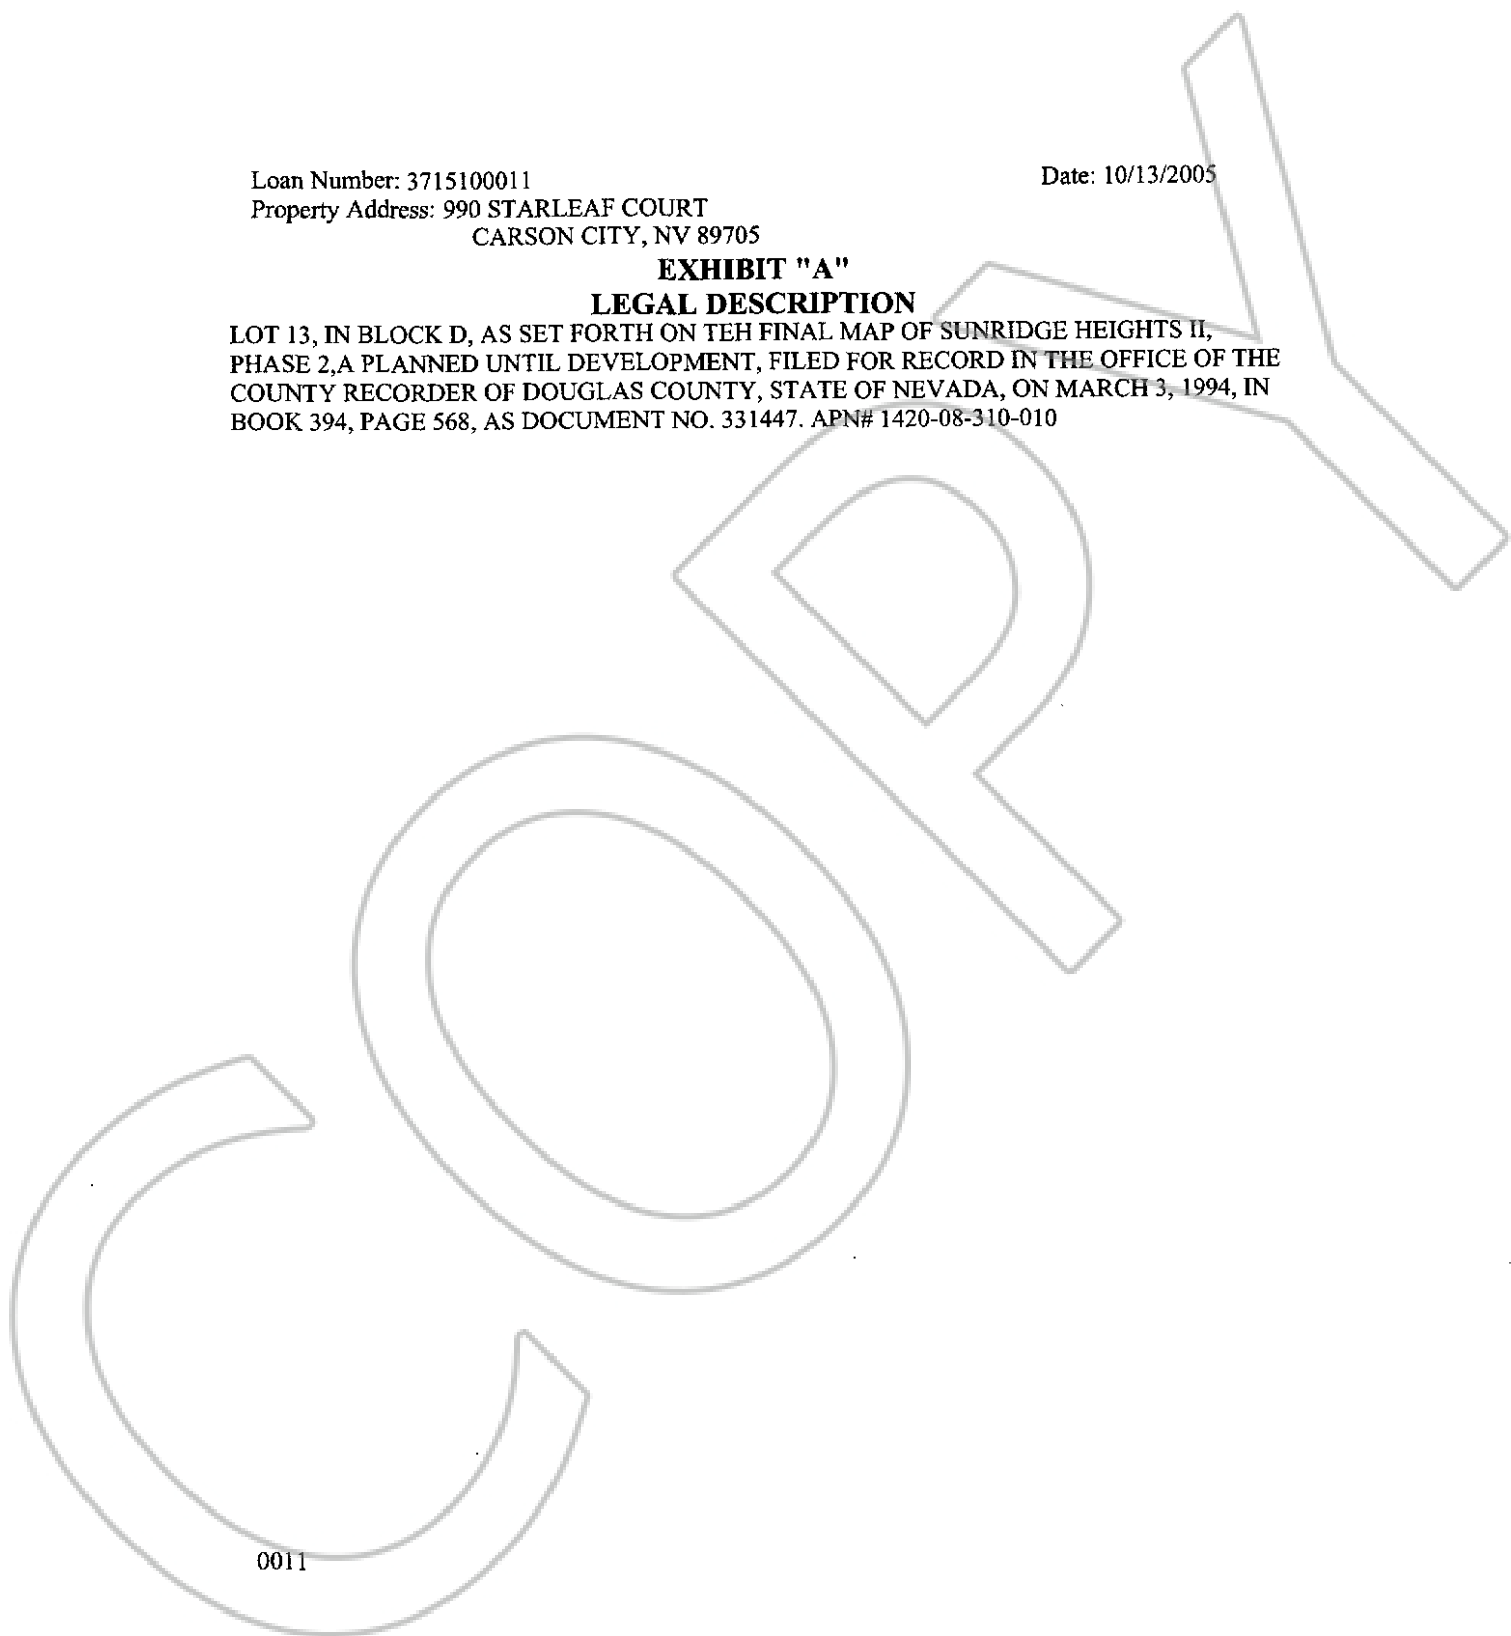 Loan Number: 3715100011 Date: 10/13/2005
Property Address: 990 STARLEAF COURT
CARSON CITY, NV 89705
EXHIBIT "A"
LEGAL DESCRIPTION
LOT 13, IN BLOCK D, AS SET FORTH ON TEH FINAL MAP OF SUNRIDGE HEIGHTS II,
PHASE 2,A PLANNED UNTIL DEVELOPMENT, FILED FOR RECORD IN THE OFFICE OF THE
COUNTY RECORDER OF DOUGLAS COUNTY, STATE OF NEVADA, ON MARCH 3, 1994, IN
BOOK 394, PAGE 568, AS DOCUMENT NO. 331447. APN# 1420-08-310-010
COPY
0011